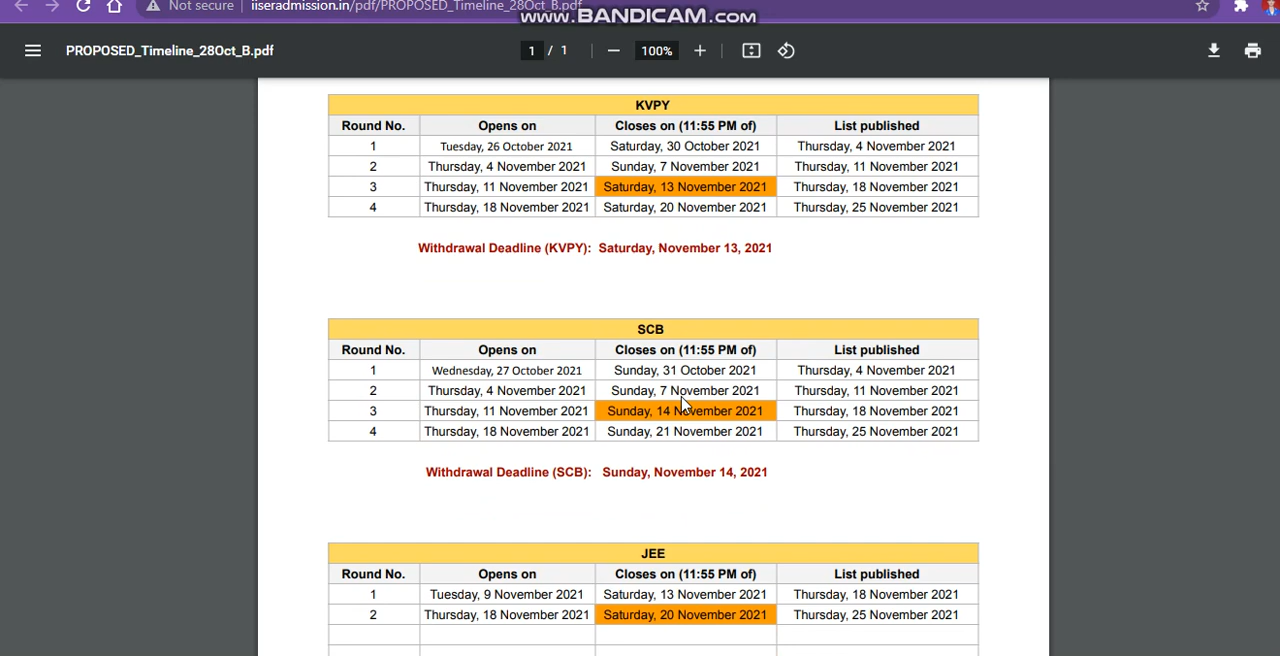 Not secure | iiseradmission.in/pdf/PROPOSED_Timeline_28Oct_B.pdf
www.BANDICAM.com
PROPOSED_Timeline_28Oct_B.pdf 1 / 1 100%
KVPY
Round No. Opens on Closes on (11:55 PM of) List published
1 Tuesday, 26 October 2021 Saturday, 30 October 2021 Thursday, 4 November 2021
2 Thursday, 4 November 2021 Sunday, 7 November 2021 Thursday, 11 November 2021
3 Thursday, 11 November 2021 Saturday, 13 November 2021 Thursday, 18 November 2021
4 Thursday, 18 November 2021 Saturday, 20 November 2021 Thursday, 25 November 2021
Withdrawal Deadline (KVPY): Saturday, November 13, 2021
SCB
Round No. Opens on Closes on (11:55 PM of) List published
1 Wednesday, 27 October 2021 Sunday, 31 October 2021 Thursday, 4 November 2021
2 Thursday, 4 November 2021 Sunday, 7 November 2021 Thursday, 11 November 2021
3 Thursday, 11 November 2021 Sunday, 14 November 2021 Thursday, 18 November 2021
4 Thursday, 18 November 2021 Sunday, 21 November 2021 Thursday, 25 November 2021
Withdrawal Deadline (SCB): Sunday, November 14, 2021
JEE
Round No. Opens on Closes on (11:55 PM of) List published
1 Tuesday, 9 November 2021 Saturday, 13 November 2021 Thursday, 18 November 2021
2 Thursday, 18 November 2021 Saturday, 20 November 2021 Thursday, 25 November 2021